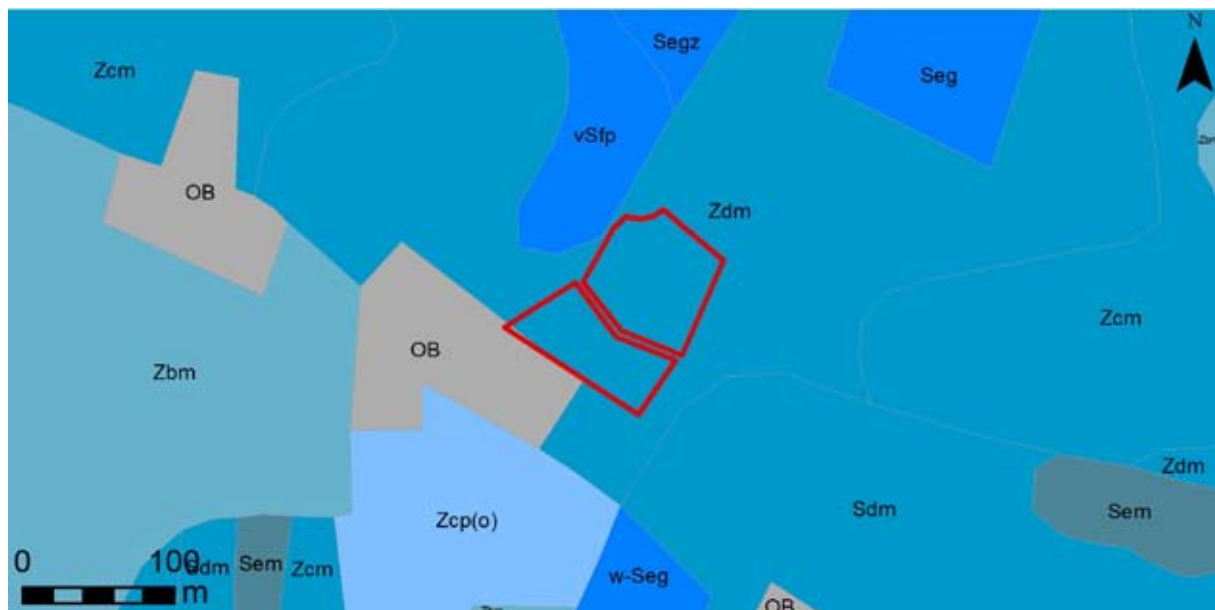 Segz
N
Zcm
Seg
vSfp
OB
Zdm
Zcm
OB
Zbm
Zdm
Zcp(o)
Sdm
Sem
0
100
m
Sdm
Sem
Zcm
w-Seg
OB